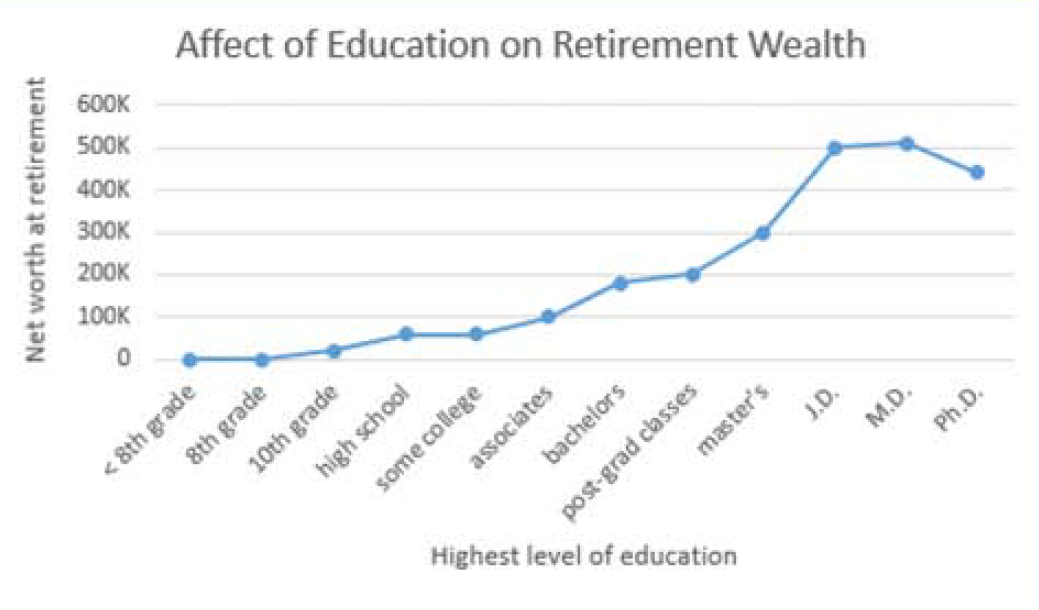 Affect of Education on Retirement Wealth
Net worth at retirement
600K
500K
400K
300K
200K
100K
0
< 8th grade
8th grade
10th grade
high school
some college
associates
bachelors
post-grad classes
master's
J.D.
M.D.
Ph.D.
Highest level of education